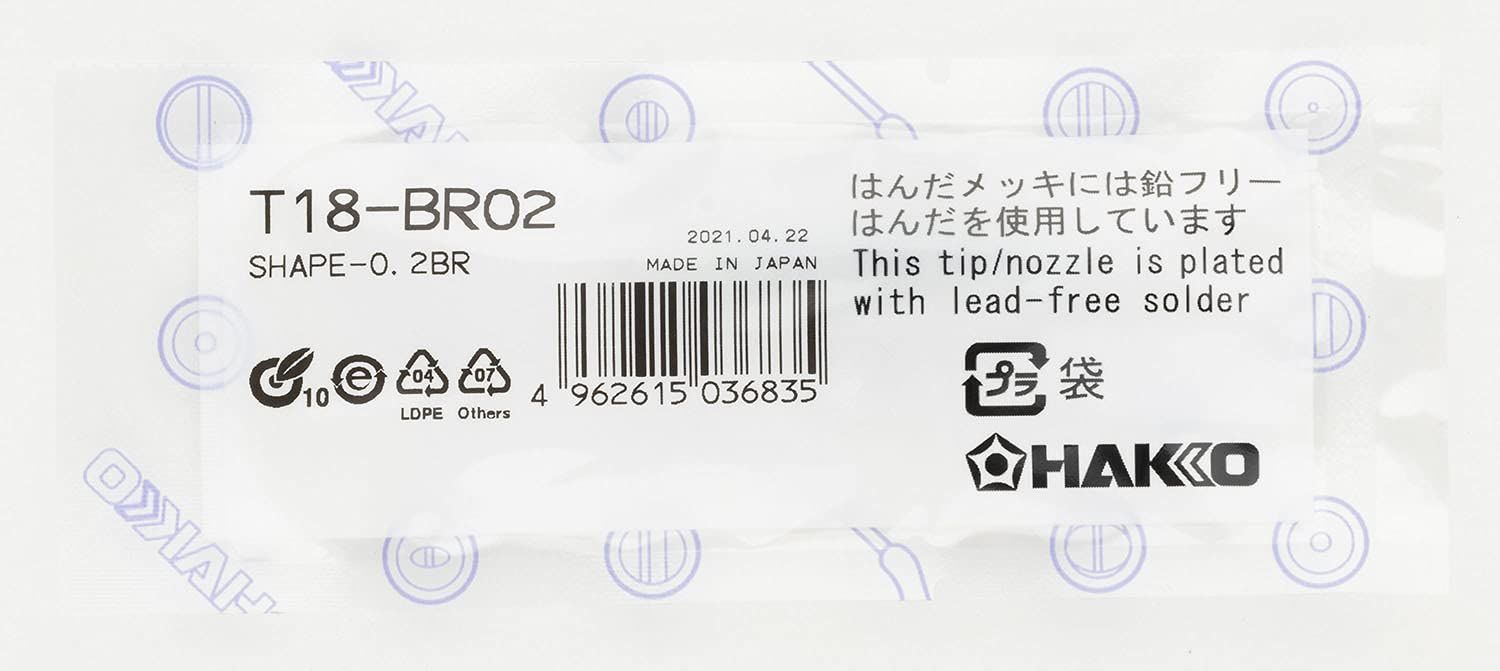 T18-BR02
SHAPE-0.2BR
2021.04.22
MADE IN JAPAN
はんだメッキには鉛フリー
はんだを使用しています
This tip/nozzle is plated
with lead-free solder
10
e
04
07
LDPE Others
4 962615 036835
プラ 袋
HAKKO
HAKKO
HAKKO